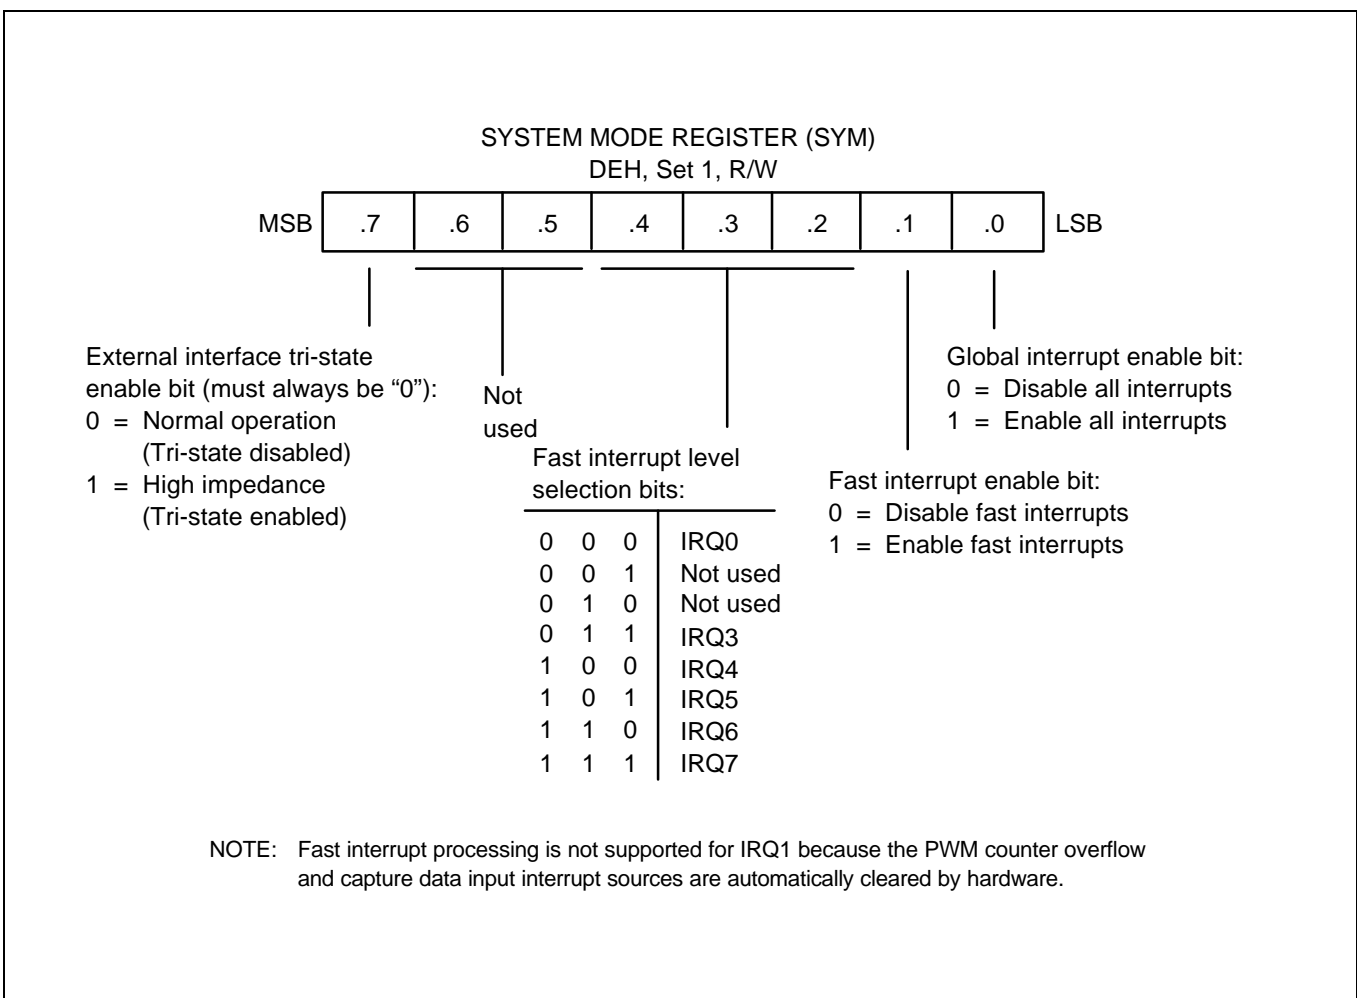 SYSTEM MODE REGISTER (SYM)
DEH, Set 1, R/W
MSB .7 .6 .5 .4 .3 .2 .1 .0 LSB
External interface tri-state
enable bit (must always be “0”):
0 = Normal operation
(Tri-state disabled)
1 = High impedance
(Tri-state enabled)
Not
used
Fast interrupt level
selection bits:
0 0 0 IRQ0
0 0 1 Not used
0 1 0 Not used
0 1 1 IRQ3
1 0 0 IRQ4
1 0 1 IRQ5
1 1 0 IRQ6
1 1 1 IRQ7
Fast interrupt enable bit:
0 = Disable fast interrupts
1 = Enable fast interrupts
Global interrupt enable bit:
0 = Disable all interrupts
1 = Enable all interrupts
NOTE: Fast interrupt processing is not supported for IRQ1 because the PWM counter overflow
and capture data input interrupt sources are automatically cleared by hardware.